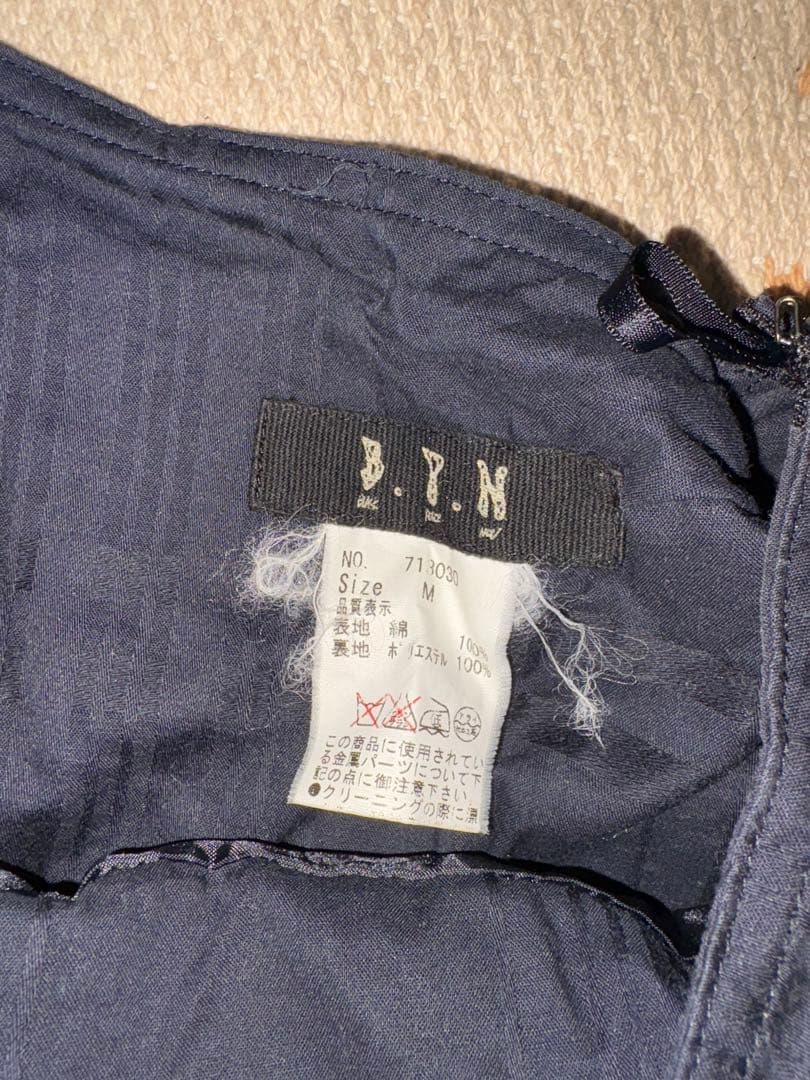 B.P.N
NO. 713030
Size M
品質表示
表地 綿 100%
裏地 ポリエステル 100%
この商品に使用されてい
る金属パーツについて下
記の点に御注意下さい。
●クリーニングの際に漂